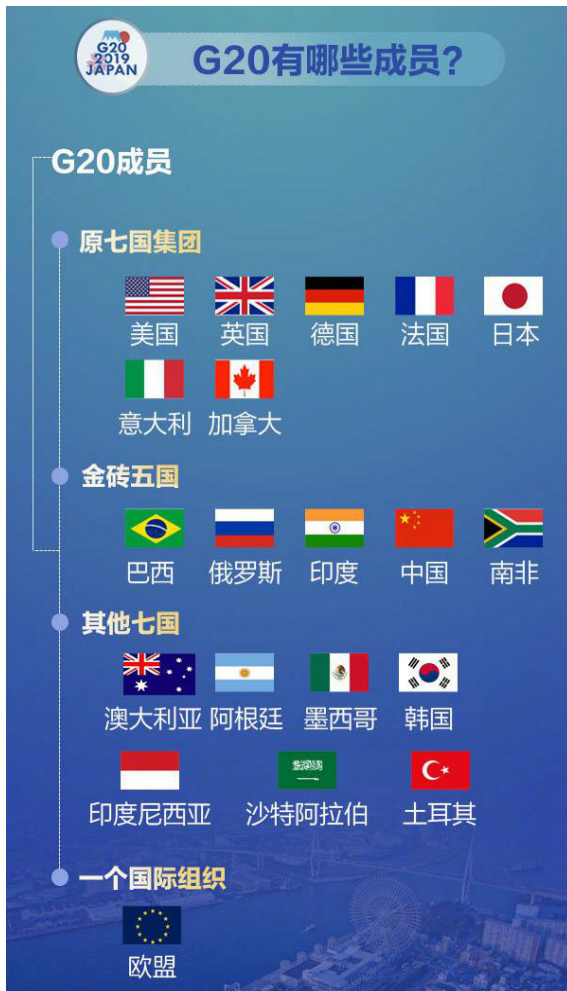 G20
2019
JAPAN
G20有哪些成员?
G20成员
原七国集团
美国 英国 德国 法国 日本
意大利 加拿大
金砖五国
巴西 俄罗斯 印度 中国 南非
其他七国
澳大利亚 阿根廷 墨西哥 韩国
印度尼西亚 沙特阿拉伯 土耳其
一个国际组织
欧盟